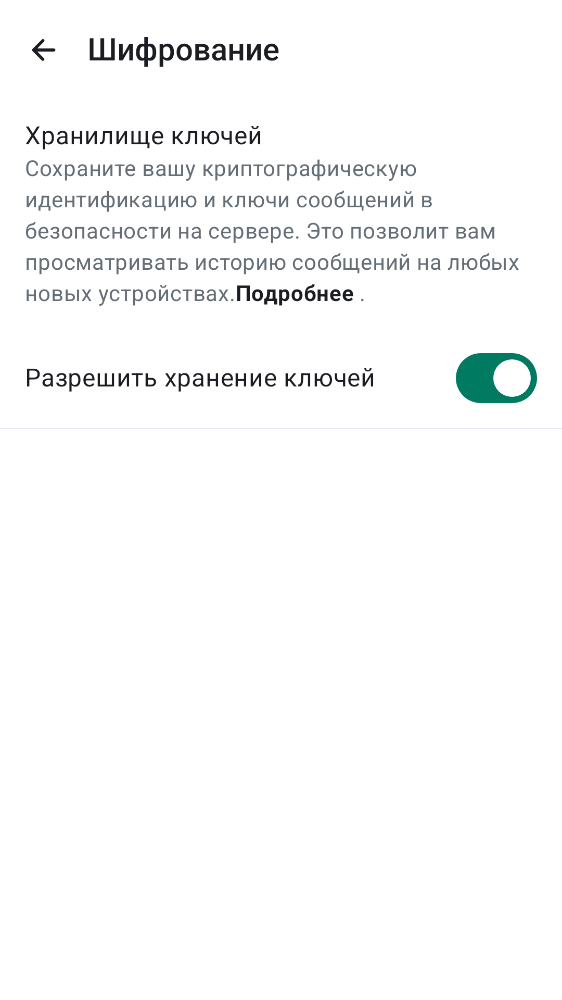 Шифрование
Хранилище ключей
Сохраните вашу криптографическую
идентификацию и ключи сообщений в
безопасности на сервере. Это позволит вам
просматривать историю сообщений на любых
новых устройствах.Подробнее .
Разрешить хранение ключей